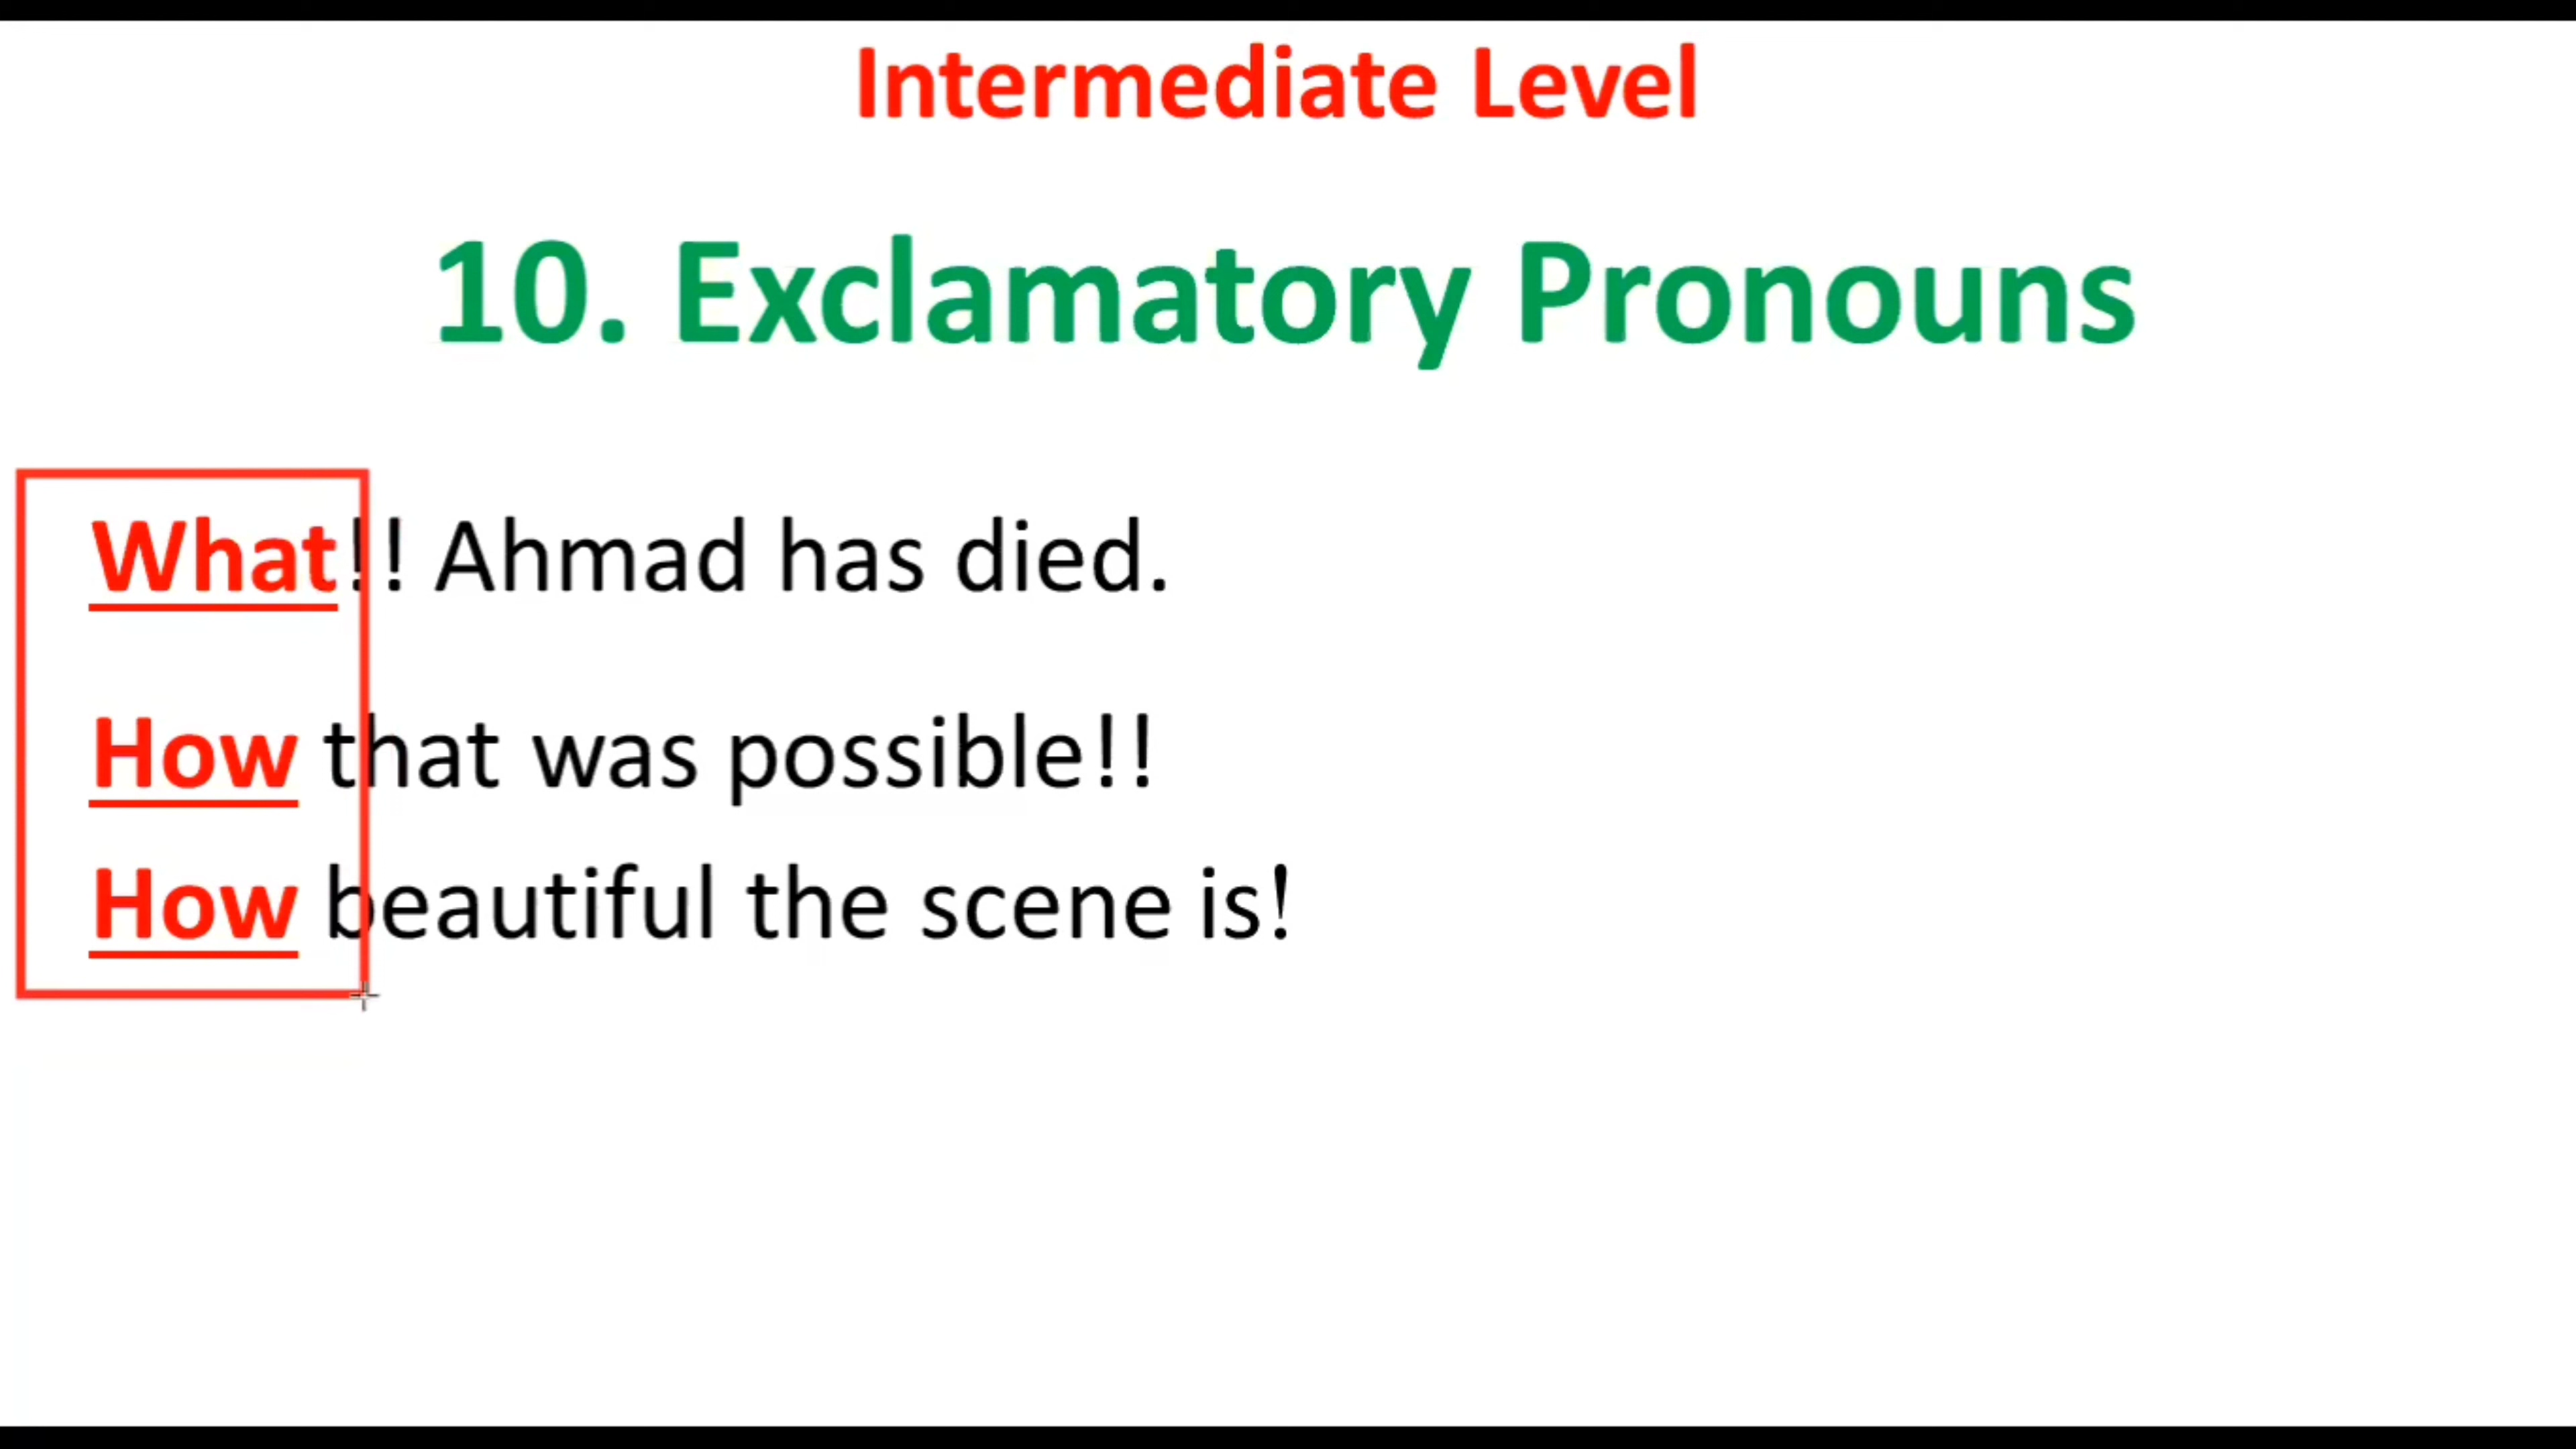 Intermediate Level
10. Exclamatory Pronouns
What!! Ahmad has died.
How that was possible!!
How beautiful the scene is!